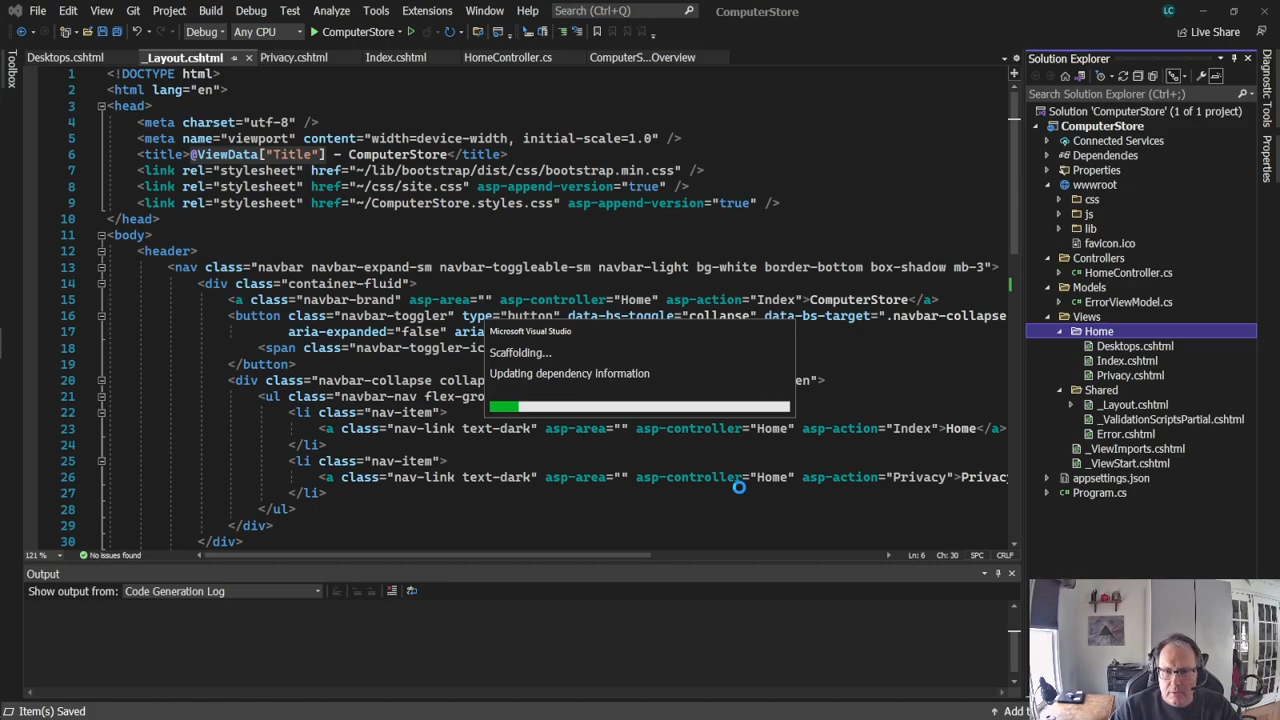 File Edit View Git Project Build Debug Test Analyze Tools Extensions Window Help Search (Ctrl+Q) ComputerStore LC
Debug Any CPU ComputerStore Live Share
Toolbox
Desktops.cshtml _Layout.cshtml Privacy.cshtml Index.cshtml HomeController.cs ComputerS...Overview
1 <!DOCTYPE html>
2 <html lang="en">
3 <head>
4 <meta charset="utf-8" />
5 <meta name="viewport" content="width=device-width, initial-scale=1.0" />
6 <title>@ViewData["Title"] - ComputerStore</title>
7 <link rel="stylesheet" href="~/lib/bootstrap/dist/css/bootstrap.min.css" />
8 <link rel="stylesheet" href="~/css/site.css" asp-append-version="true" />
9 <link rel="stylesheet" href="~/ComputerStore.styles.css" asp-append-version="true" />
10 </head>
11 <body>
12 <header>
13 <nav class="navbar navbar-expand-sm navbar-toggleable-sm navbar-light bg-white border-bottom box-shadow mb-3">
14 <div class="container-fluid">
15 <a class="navbar-brand" asp-area="" asp-controller="Home" asp-action="Index">ComputerStore</a>
16 <button class="navbar-toggler" type="button" data-bs-toggle="collapse" data-bs-target=".navbar-collapse
17 aria-expanded="false" aria
18 <span class="navbar-toggler-ic
19 </button>
20 <div class="navbar-collapse collap en">
21 <ul class="navbar-nav flex-gro
22 <li class="nav-item">
23 <a class="nav-link text-dark" asp-area="" asp-controller="Home" asp-action="Index">Home</a>
24 </li>
25 <li class="nav-item">
26 <a class="nav-link text-dark" asp-area="" asp-controller="Home" asp-action="Privacy">Privac
27 </li>
28 </ul>
29 </div>
30 </div>
Microsoft Visual Studio
Scaffolding...
Updating dependency information
121 % No issues found Ln: 6 Ch: 30 SPC CRLF
Output
Show output from: Code Generation Log
Item(s) Saved
Add t
Solution Explorer
Search Solution Explorer (Ctrl+;)
Solution 'ComputerStore' (1 of 1 project)
ComputerStore
Connected Services
Dependencies
Properties
wwwroot
css
js
lib
favicon.ico
Controllers
HomeController.cs
Models
ErrorViewModel.cs
Views
Home
Desktops.cshtml
Index.cshtml
Privacy.cshtml
Shared
_Layout.cshtml
_ValidationScriptsPartial.cshtml
Error.cshtml
_ViewImports.cshtml
_ViewStart.cshtml
appsettings.json
Program.cs
Diagnostic Tools
Properties